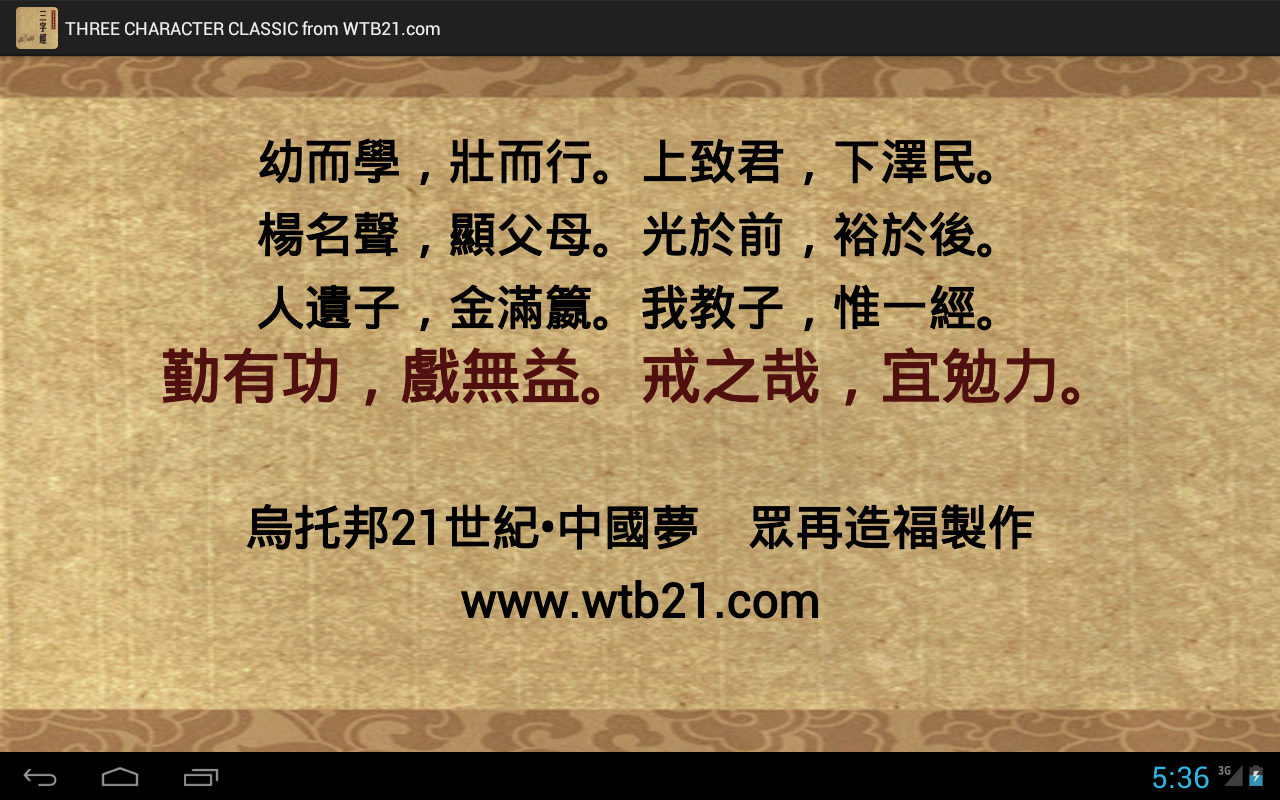 三字經
THREE CHARACTER CLASSIC from WTB21.com
幼而學，壯而行。上致君，下澤民。
楊名聲，顯父母。光於前，裕於後。
人遺子，金滿籯。我教子，惟一經。
勤有功，戲無益。戒之哉，宜勉力。
烏托邦21世紀•中國夢　眾再造福製作
www.wtb21.com
5:36 3G